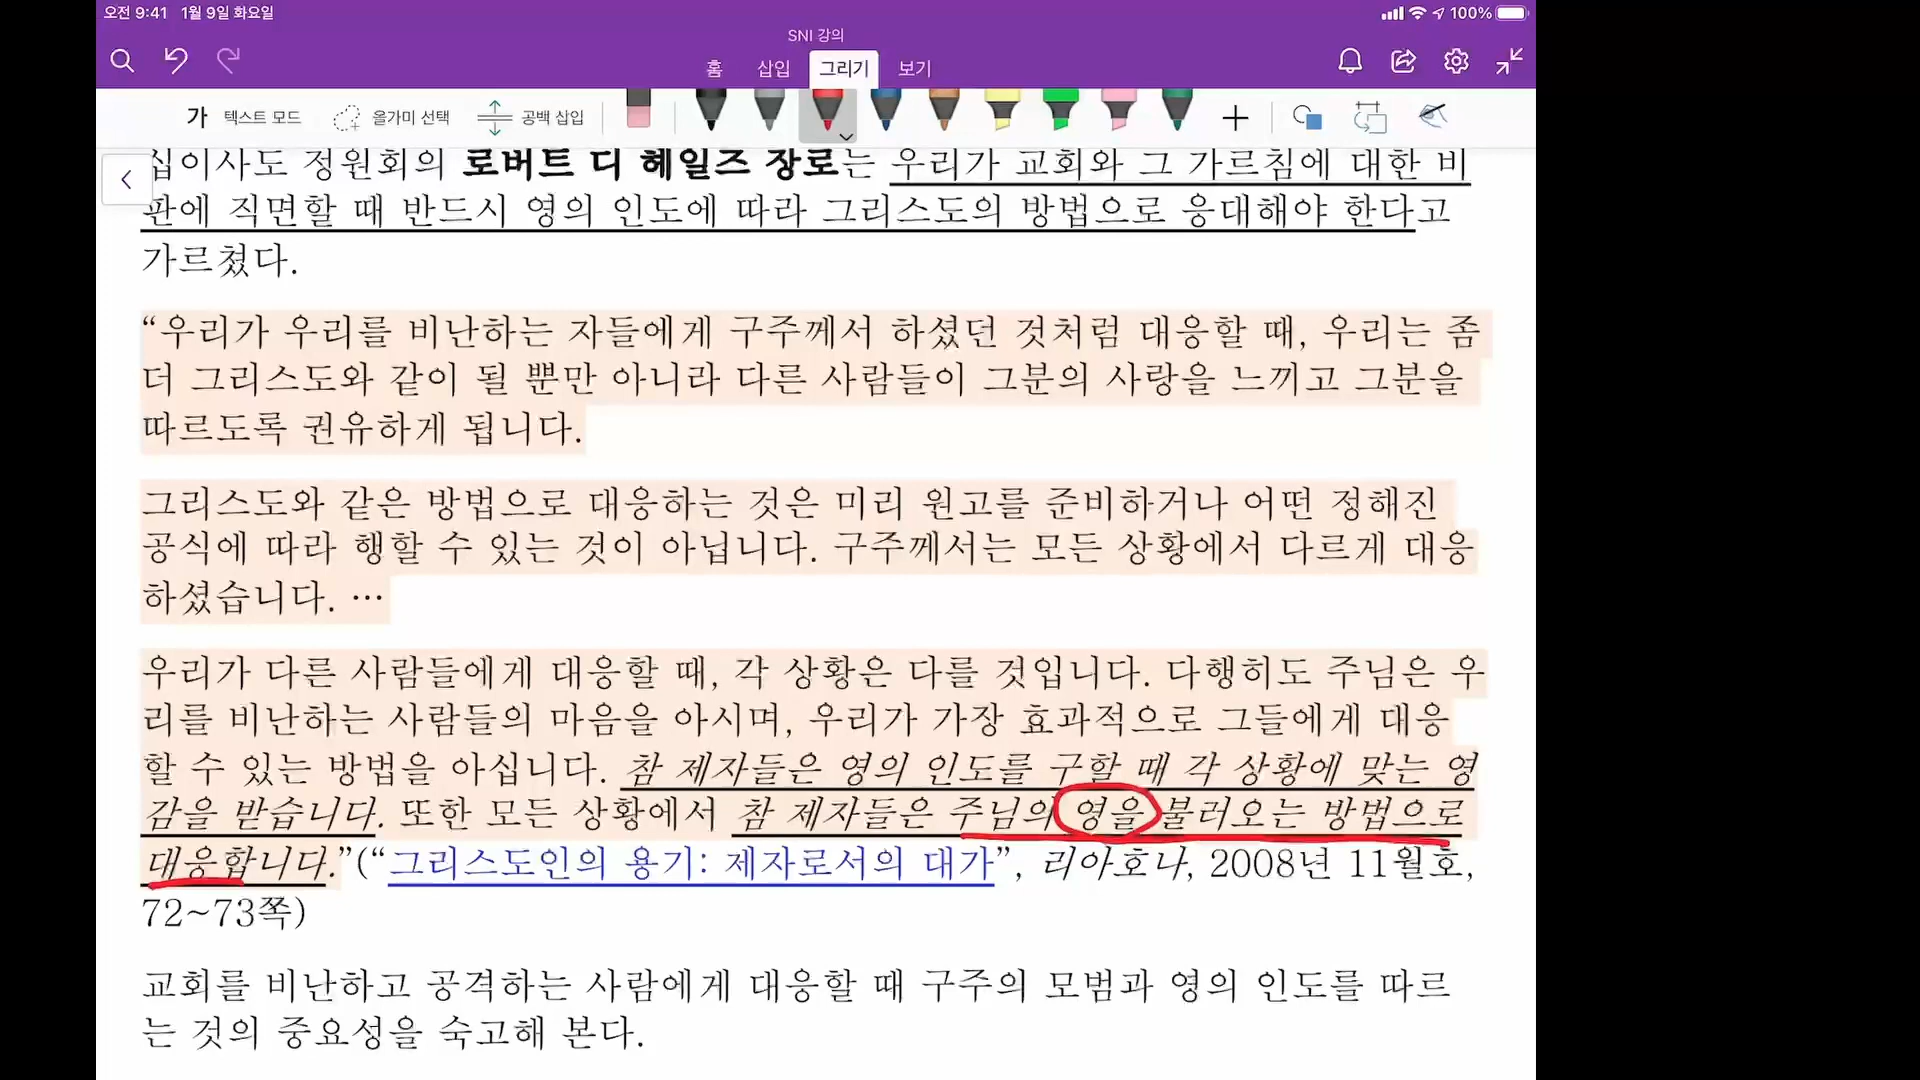 오전 9:41 1월 9일 화요일
100%
SNI 강의
홈 삽입 그리기 보기
가 텍스트 모드 올가미 선택 공백 삽입
십이사도 정원회의 로버트 디 헤일즈 장로는 우리가 교회와 그 가르침에 대한 비
판에 직면할 때 반드시 영의 인도에 따라 그리스도의 방법으로 응대해야 한다고
가르쳤다.
“우리가 우리를 비난하는 자들에게 구주께서 하셨던 것처럼 대응할 때, 우리는 좀
더 그리스도와 같이 될 뿐만 아니라 다른 사람들이 그분의 사랑을 느끼고 그분을
따르도록 권유하게 됩니다.
그리스도와 같은 방법으로 대응하는 것은 미리 원고를 준비하거나 어떤 정해진
공식에 따라 행할 수 있는 것이 아닙니다. 구주께서는 모든 상황에서 다르게 대응
하셨습니다. …
우리가 다른 사람들에게 대응할 때, 각 상황은 다를 것입니다. 다행히도 주님은 우
리를 비난하는 사람들의 마음을 아시며, 우리가 가장 효과적으로 그들에게 대응
할 수 있는 방법을 아십니다. 참 제자들은 영의 인도를 구할 때 각 상황에 맞는 영
감을 받습니다. 또한 모든 상황에서 참 제자들은 주님의 영을 불러오는 방법으로
대응합니다.”(“그리스도인의 용기: 제자로서의 대가”, 리아호나, 2008년 11월호,
72~73쪽)
교회를 비난하고 공격하는 사람에게 대응할 때 구주의 모범과 영의 인도를 따르
는 것의 중요성을 숙고해 본다.